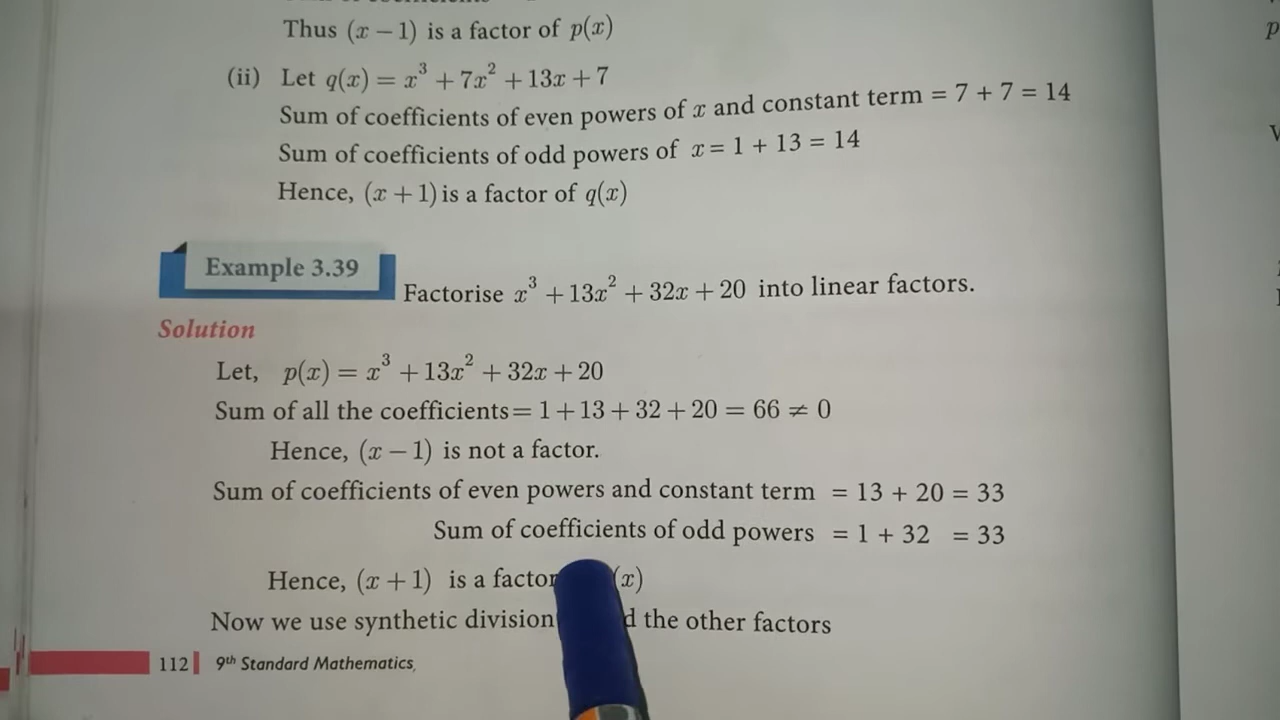 Thus (x − 1) is a factor of p(x)
(ii) Let q(x) = x³ + 7x² + 13x + 7
Sum of coefficients of even powers of x and constant term = 7 + 7 = 14
Sum of coefficients of odd powers of x = 1 + 13 = 14
Hence, (x + 1) is a factor of q(x)
Example 3.39
Factorise x³ + 13x² + 32x + 20 into linear factors.
Solution
Let, p(x) = x³ + 13x² + 32x + 20
Sum of all the coefficients = 1 + 13 + 32 + 20 = 66 ≠ 0
Hence, (x − 1) is not a factor.
Sum of coefficients of even powers and constant term = 13 + 20 = 33
Sum of coefficients of odd powers = 1 + 32 = 33
Hence, (x + 1) is a factor (x)
Now we use synthetic division the other factors
112 9th Standard Mathematics
p